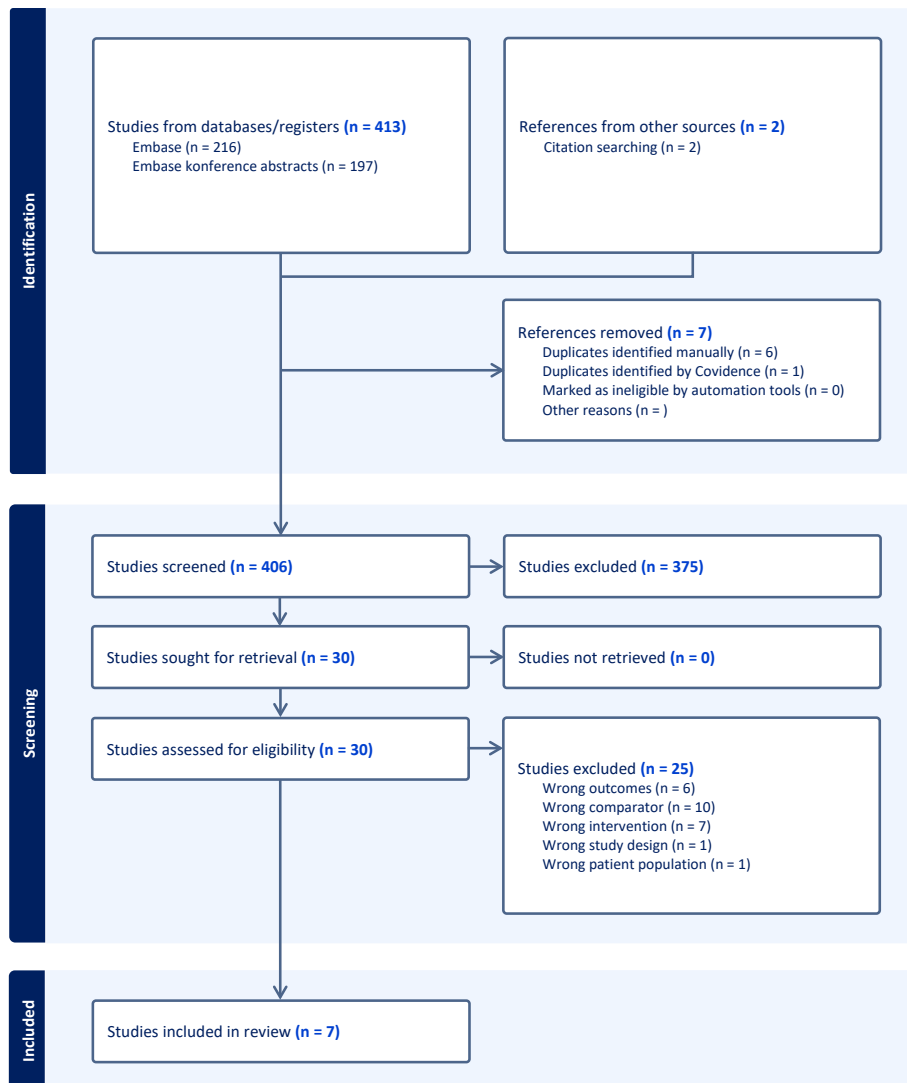 Identification
Studies from databases/registers (n = 413)
Embase (n = 216)
Embase konference abstracts (n = 197)
References from other sources (n = 2)
Citation searching (n = 2)
References removed (n = 7)
Duplicates identified manually (n = 6)
Duplicates identified by Covidence (n = 1)
Marked as ineligible by automation tools (n = 0)
Other reasons (n = )
Screening
Studies screened (n = 406)
Studies excluded (n = 375)
Studies sought for retrieval (n = 30)
Studies not retrieved (n = 0)
Studies assessed for eligibility (n = 30)
Studies excluded (n = 25)
Wrong outcomes (n = 6)
Wrong comparator (n = 10)
Wrong intervention (n = 7)
Wrong study design (n = 1)
Wrong patient population (n = 1)
Included
Studies included in review (n = 7)